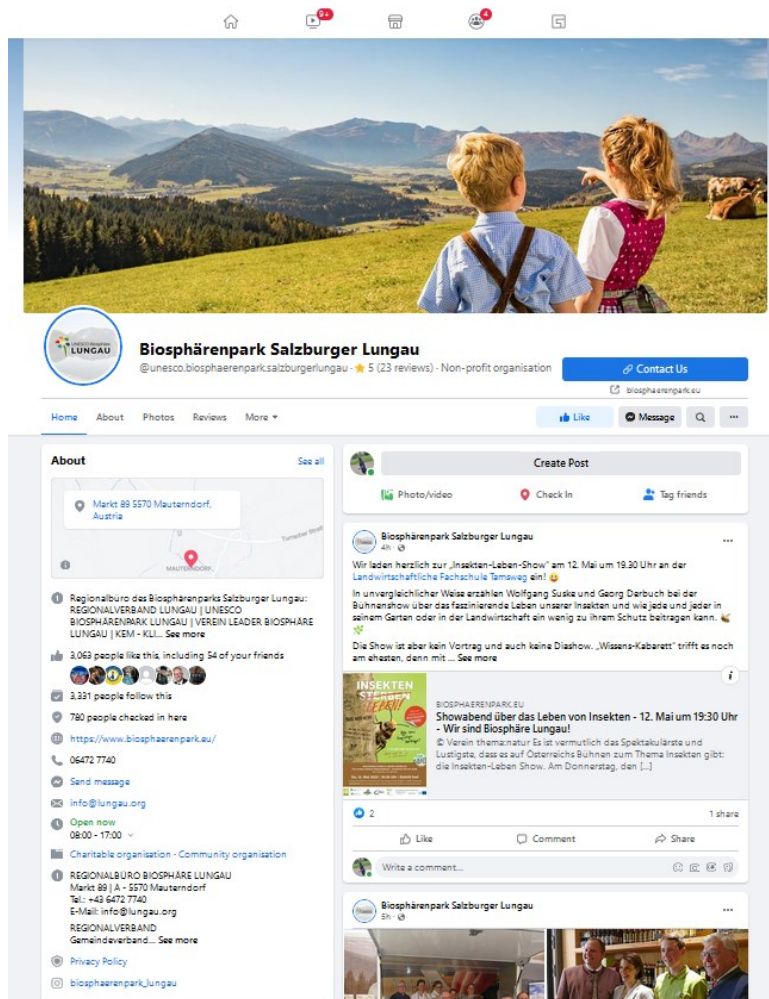 9+
4
UNESCO Biosphäre
LUNGAU
Biosphärenpark Salzburger Lungau
@unesco.biosphaerenpark.salzburgerlungau · 5 (23 reviews) · Non-profit organisation
Contact Us
biosphaerenpark.eu
Home
About
Photos
Reviews
More
Like
Message
About
See all
Markt 89 5570 Mauterndorf,
Austria
MAUTERNDORF
Regionalbüro des Biosphärenparks Salzburger Lungau:
REGIONALVERBAND LUNGAU | UNESCO
BIOSPHÄRENPARK LUNGAU | VEREIN LEADER BIOSPHÄRE
LUNGAU | KEM - KLI... See more
3,063 people like this, including 54 of your friends
3,331 people follow this
780 people checked in here
https://www.biosphaerenpark.eu/
06472 7740
Send message
info@lungau.org
Open now
08:00 - 17:00
Charitable organisation · Community organisation
REGIONALBÜRO BIOSPHÄRE LUNGAU
Markt 89 | A - 5570 Mauterndorf
Tel.: +43 6472 7740
E-Mail: info@lungau.org
REGIONALVERBAND
Gemeindeverband... See more
Privacy Policy
biosphaerenpark_lungau
Create Post
Photo/video
Check In
Tag friends
Biosphärenpark Salzburger Lungau
4h
Wir laden herzlich zur „Insekten-Leben-Show" am 12. Mai um 19.30 Uhr an der
Landwirtschaftliche Fachschule Tamsweg ein! 😀
In unvergleichlicher Weise erzählen Wolfgang Suske und Georg Derbuch bei der
Bühnenshow über das faszinierende Leben unserer Insekten und wie jede und jeder in
seinem Garten oder in der Landwirtschaft ein wenig zu ihrem Schutz beitragen kann.
Die Show ist aber kein Vortrag und auch keine Diashow. „Wissens-Kabarett" trifft es noch
am ehesten, denn mit ... See more
INSEKTEN
STERBEN
LEBEN!
BIOSPHAERENPARK.EU
Showabend über das Leben von Insekten - 12. Mai um 19:30 Uhr
- Wir sind Biosphäre Lungau!
© Verein thema:natur Es ist vermutlich das Spektakulärste und
Lustigste, dass es auf Österreichs Bühnen zum Thema Insekten gibt:
die Insekten-Leben Show. Am Donnerstag, den [...]
2
1 share
Like
Comment
Share
Write a comment...
Biosphärenpark Salzburger Lungau
5h